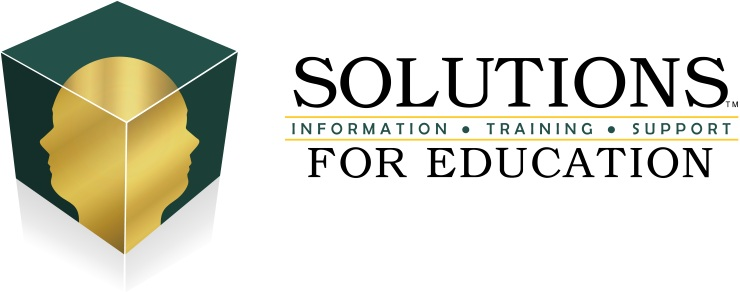 SOLUTIONS™
INFORMATION • TRAINING • SUPPORT
FOR EDUCATION